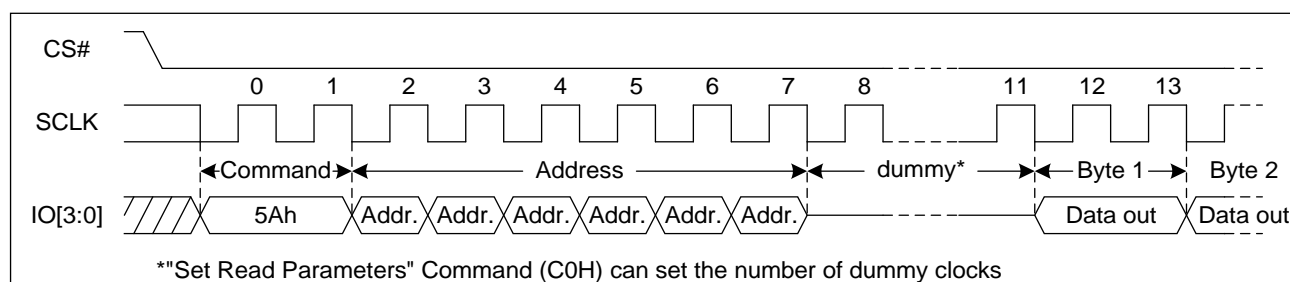 CS#
0 1 2 3 4 5 6 7 8 11 12 13
SCLK
Command Address dummy* Byte 1 Byte 2
IO[3:0] 5Ah Addr. Addr. Addr. Addr. Addr. Addr. Data out Data out
*"Set Read Parameters" Command (C0H) can set the number of dummy clocks